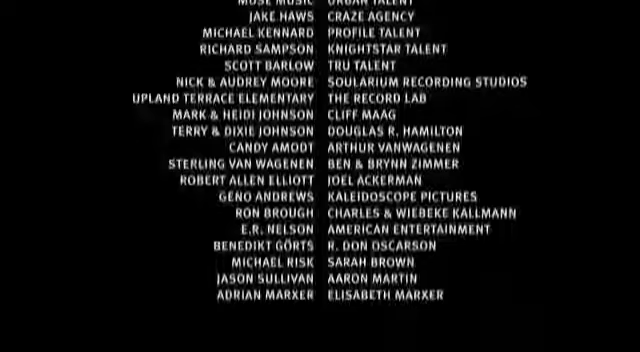 MUSE MUSIC URBAN TALENT
JAKE HAWS CRAZE AGENCY
MICHAEL KENNARD PROFILE TALENT
RICHARD SAMPSON KNIGHTSTAR TALENT
SCOTT BARLOW TRU TALENT
NICK & AUDREY MOORE SOULARIUM RECORDING STUDIOS
UPLAND TERRACE ELEMENTARY THE RECORD LAB
MARK & HEIDI JOHNSON CLIFF MAAG
TERRY & DIXIE JOHNSON DOUGLAS R. HAMILTON
CANDY AMODT ARTHUR VANWAGENEN
STERLING VAN WAGENEN BEN & BRYNN ZIMMER
ROBERT ALLEN ELLIOTT JOEL ACKERMAN
GENO ANDREWS KALEIDOSCOPE PICTURES
RON BROUGH CHARLES & WIEBEKE KALLMANN
E.R. NELSON AMERICAN ENTERTAINMENT
BENEDIKT GÖRTS R. DON OSCARSON
MICHAEL RISK SARAH BROWN
JASON SULLIVAN AARON MARTIN
ADRIAN MARXER ELISABETH MARXER